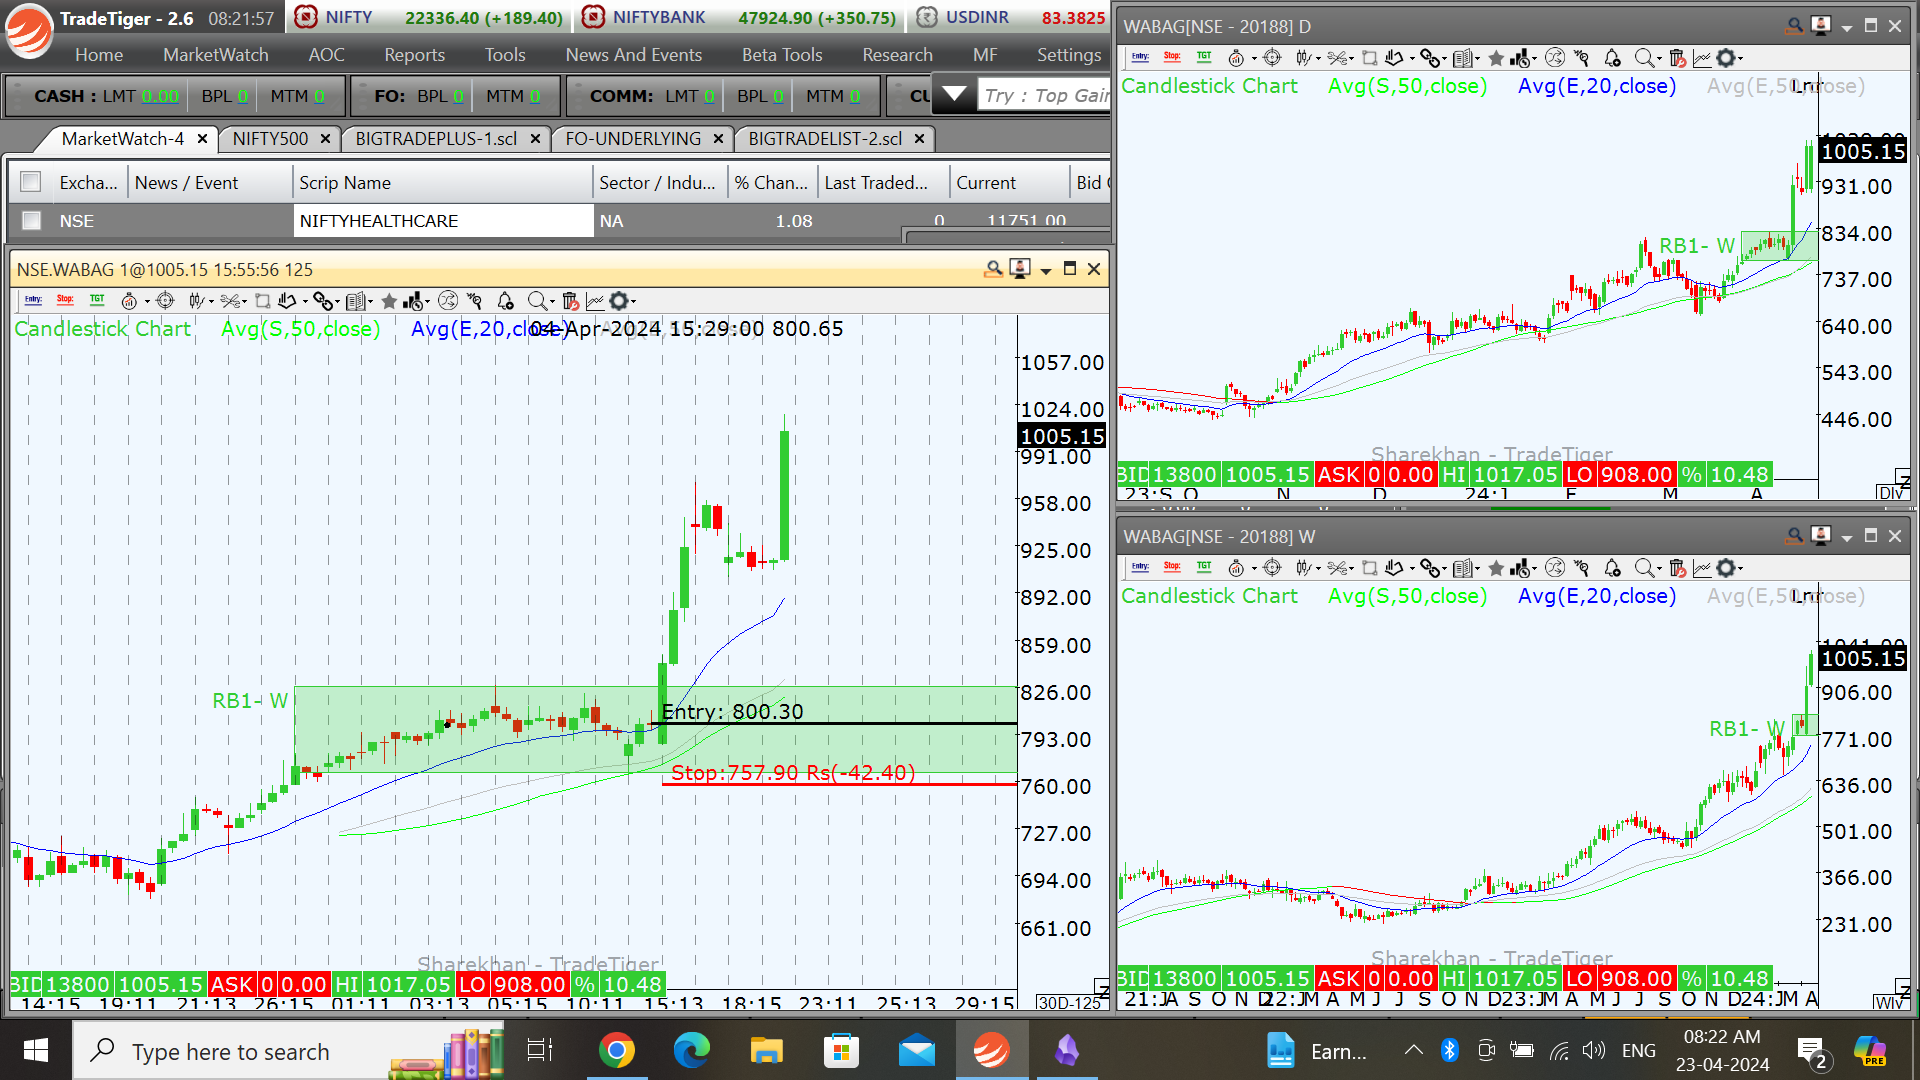 TradeTiger - 2.6 08:21:57 NIFTY 22336.40 (+189.40) NIFTYBANK 47924.90 (+350.75) USDINR 83.3825
Home MarketWatch AOC Reports Tools News And Events Beta Tools Research MF Settings
CASH : LMT 0.00 BPL 0 MTM 0 FO: BPL 0 MTM 0 COMM: LMT 0 BPL 0 MTM 0 CU Try : Top Gain
MarketWatch-4 NIFTY500 BIGTRADEPLUS-1.scl FO-UNDERLYING BIGTRADELIST-2.scl
Excha... News / Event Scrip Name Sector / Indu... % Chan... Last Traded... Current Bid
NSE NIFTYHEALTHCARE NA 1.08 0 11751.00
NSE.WABAG 1@1005.15 15:55:56 125
Entry: Stop: TGT
Candlestick Chart Avg(S,50,close) Avg(E,20,close) 04-Apr-2024 15:29:00 800.65
1057.00
1024.00
1005.15
991.00
958.00
925.00
892.00
859.00
826.00
793.00
760.00
727.00
694.00
661.00
RB1- W
Entry: 800.30
Stop:757.90 Rs(-42.40)
Sharekhan - TradeTiger
BID 13800 1005.15 ASK 0 0.00 HI 1017.05 LO 908.00 % 10.48
14:15 19:11 21:13 26:15 01:11 03:13 05:15 10:11 15:13 18:15 23:11 25:13 29:15 30D-125
WABAG[NSE - 20188] D
Entry: Stop: TGT
Candlestick Chart Avg(S,50,close) Avg(E,20,close) Avg(E,50,close)
1005.15
931.00
834.00
737.00
640.00
543.00
446.00
RB1- W
Sharekhan - TradeTiger
BID 13800 1005.15 ASK 0 0.00 HI 1017.05 LO 908.00 % 10.48
23:S O N D 24:J F M A
WABAG[NSE - 20188] W
Entry: Stop: TGT
Candlestick Chart Avg(S,50,close) Avg(E,20,close) Avg(E,50,close)
1041.00
1005.15
906.00
771.00
636.00
501.00
366.00
231.00
RB1- W
Sharekhan - TradeTiger
BID 13800 1005.15 ASK 0 0.00 HI 1017.05 LO 908.00 % 10.48
Type here to search
Earn...
ENG
08:22 AM
23-04-2024
2
PRE